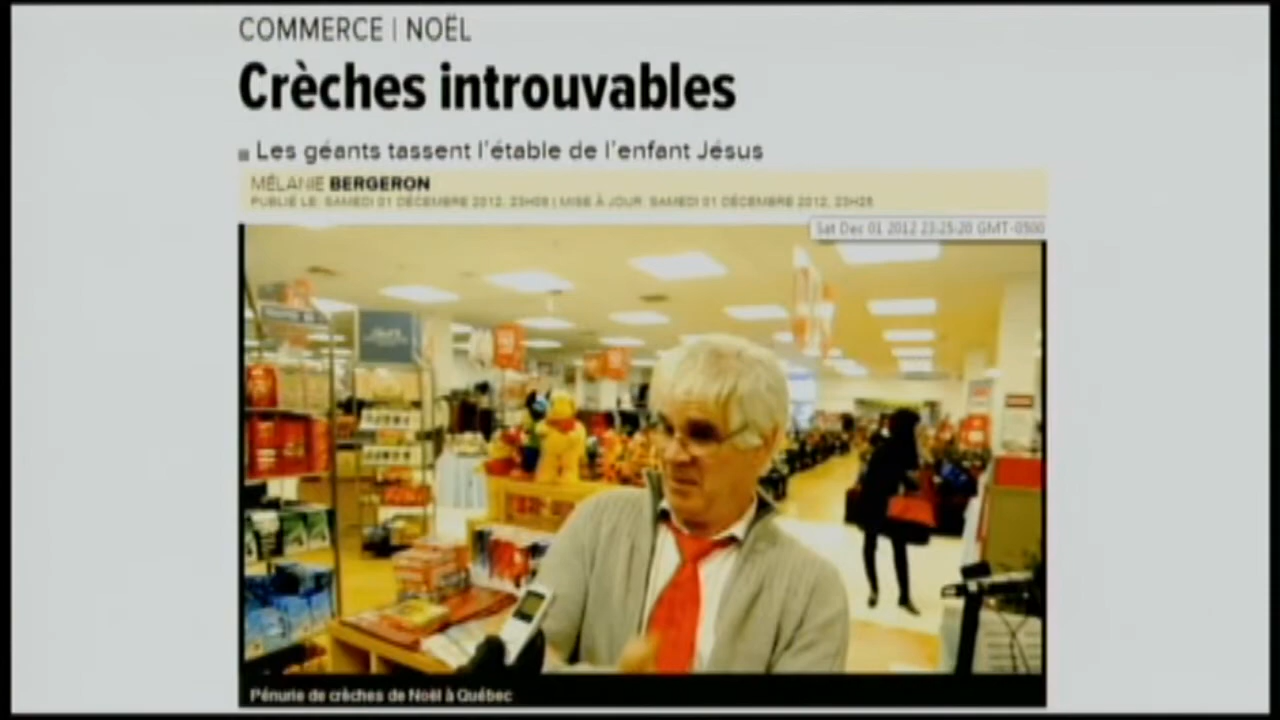 COMMERCE | NOËL
Crèches introuvables
Les géants tassent l'étable de l'enfant Jésus
MÉLANIE BERGERON
PUBLIÉ LE: SAMEDI 01 DÉCEMBRE 2012, 23H09 | MISE À JOUR: SAMEDI 01 DÉCEMBRE 2012, 23H25
Sat Dec 01 2012 23:25:20 GMT-0500
Pénurie de crèches de Noël à Québec